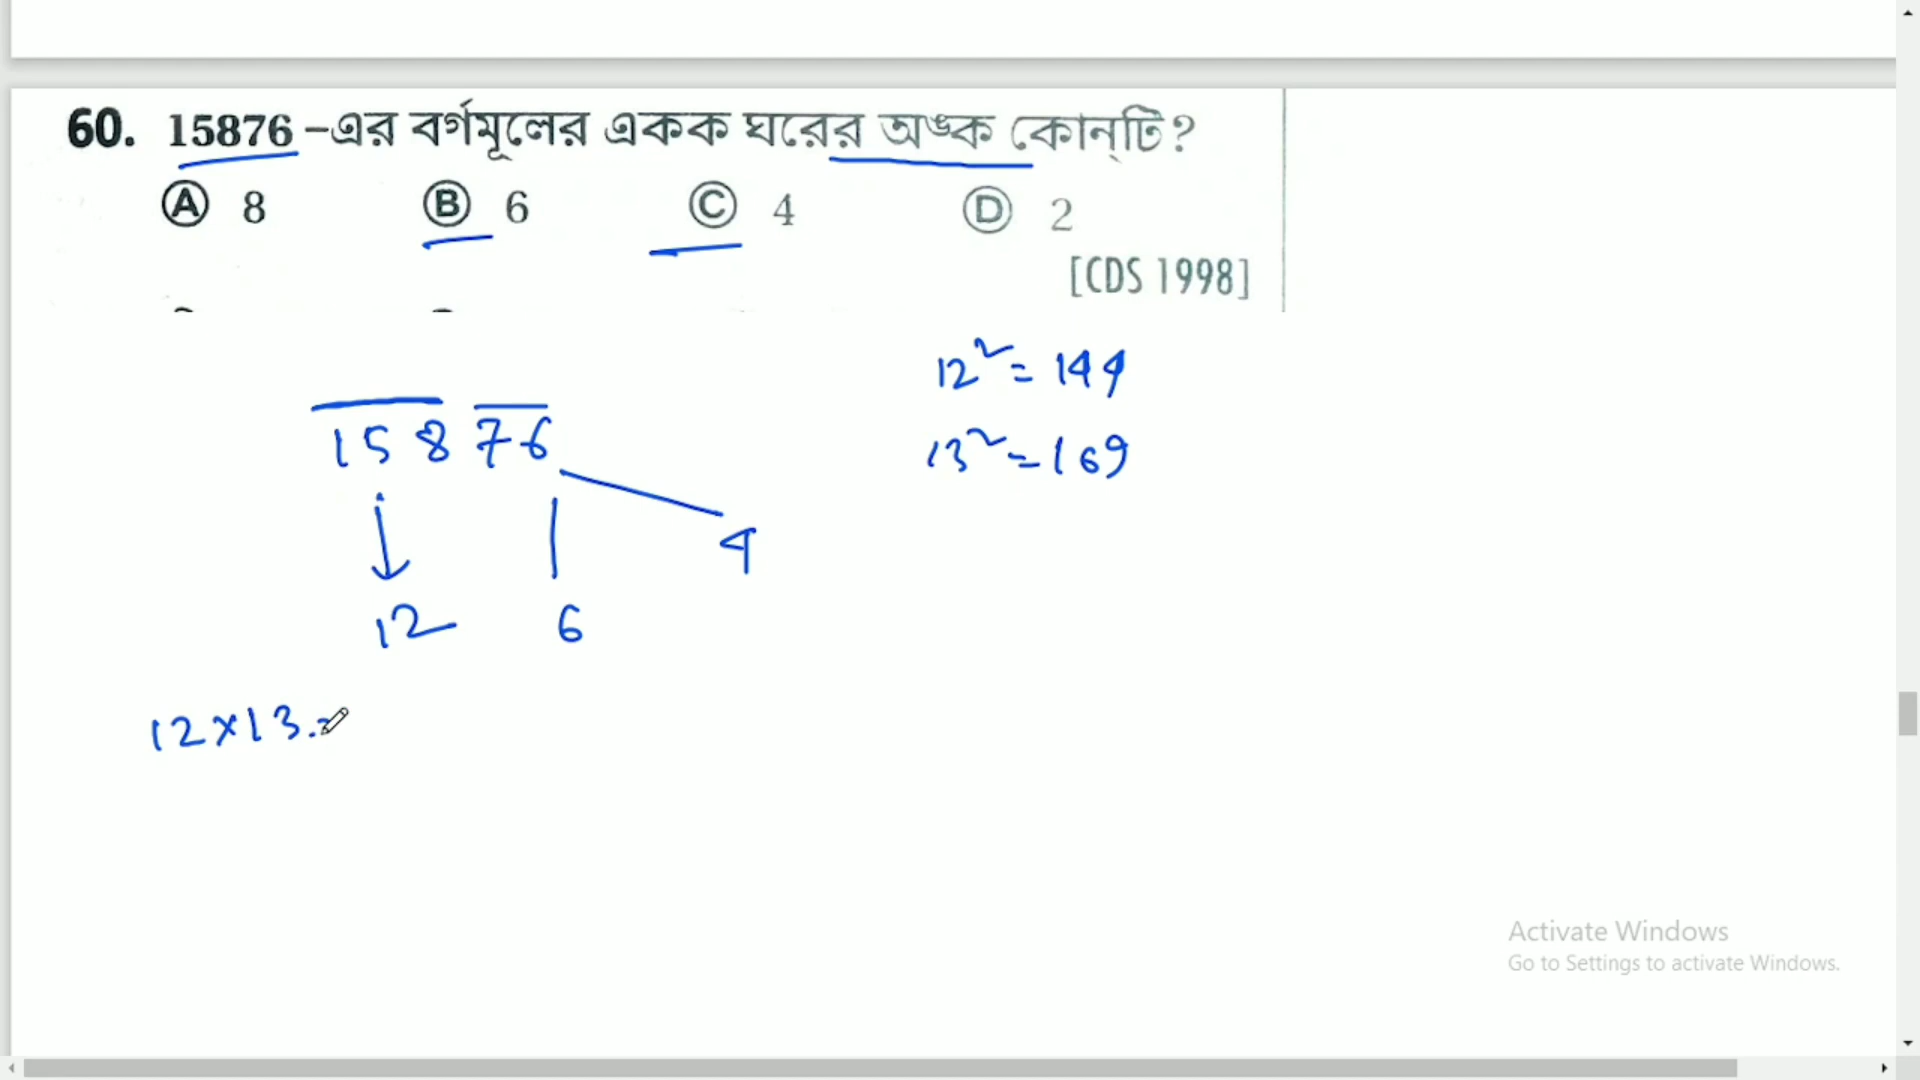 60. 15876 –এর বর্গমূলের একক ঘরের অঙ্ক কোন্‌টি?
Ⓐ 8 Ⓑ 6 Ⓒ 4 Ⓓ 2
[CDS 1998]
12² = 144
13² = 169
158 76
4
12 6
12×13 =
Activate Windows
Go to Settings to activate Windows.